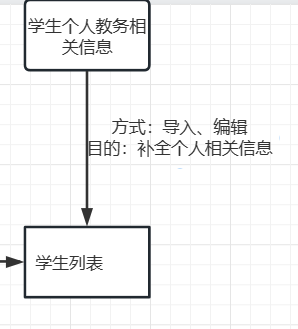 学生个人教务相
关信息
方式：导入、编辑
目的：补全个人相关信息
学生列表